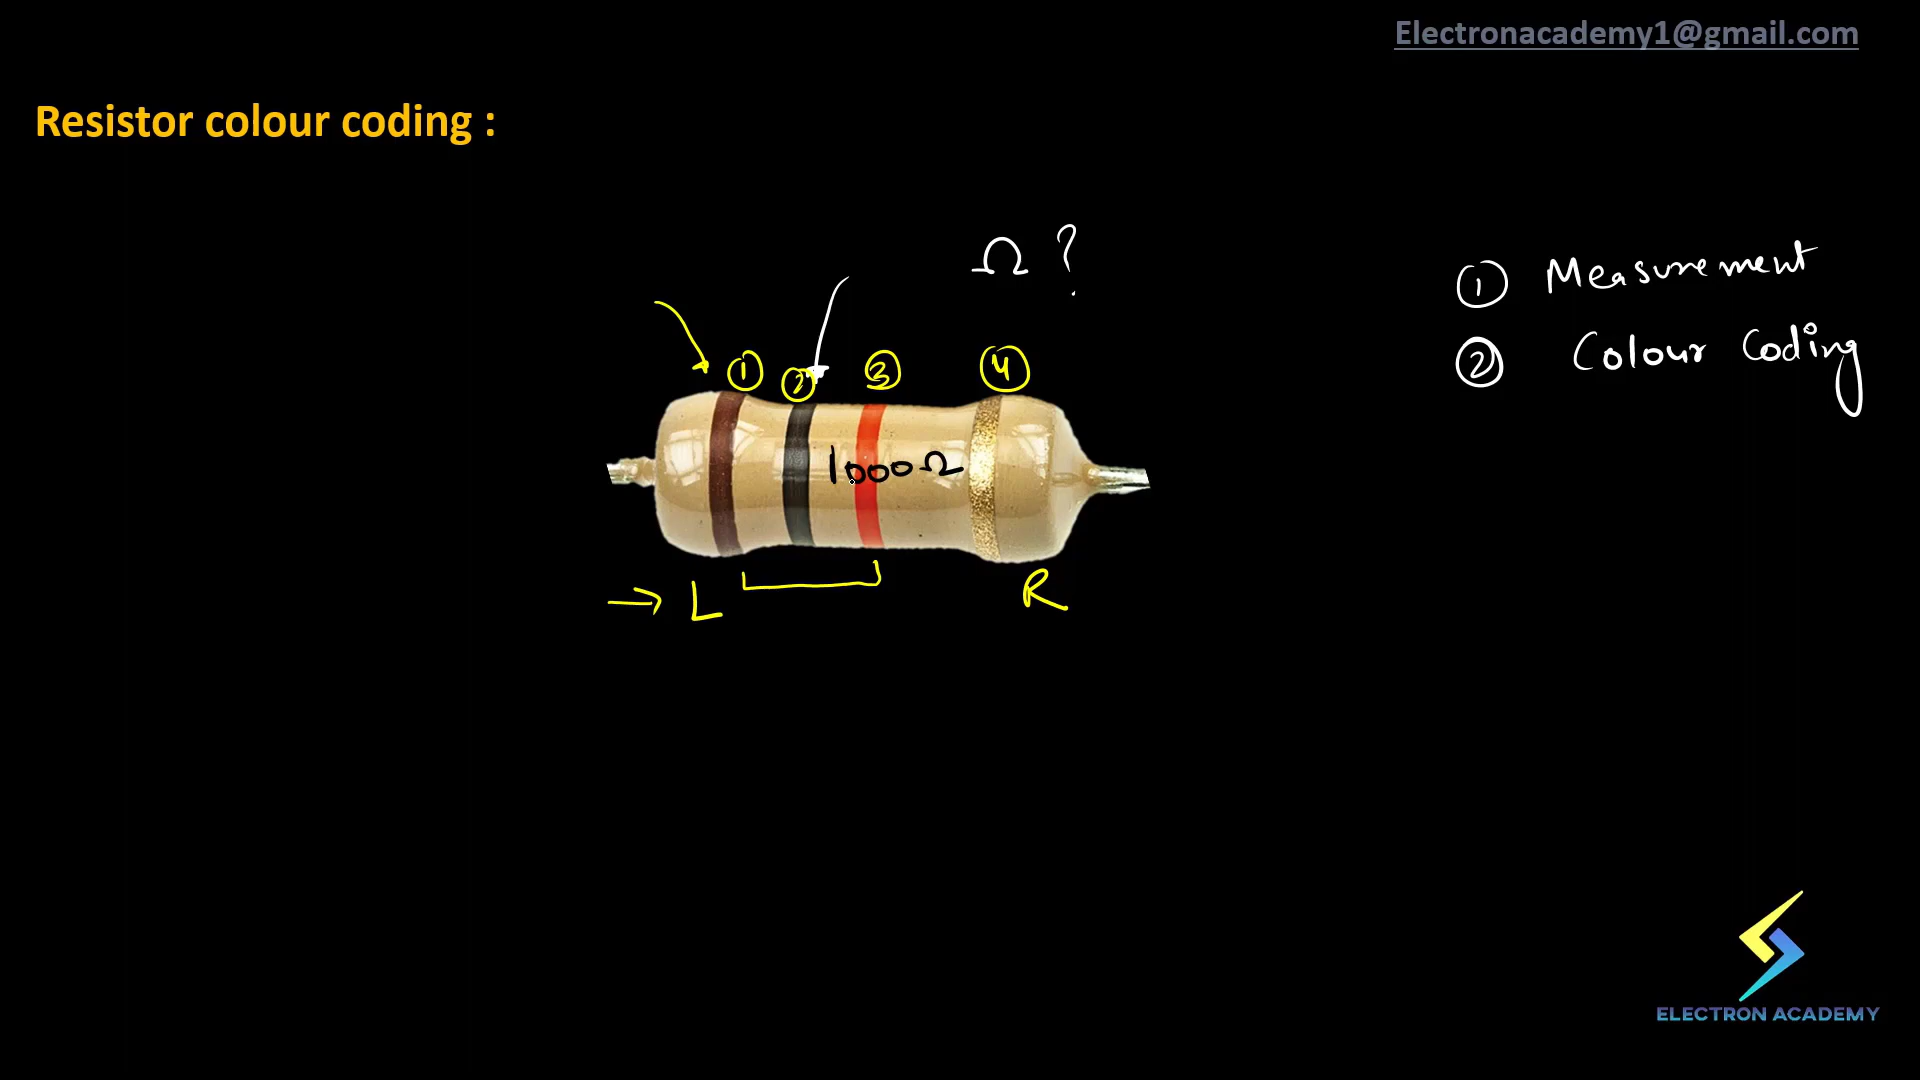 Electronacademy1@gmail.com
Resistor colour coding :
Ω ?
① Measurement
② Colour Coding
① ② ③ ④
1000Ω
→ L
R
ELECTRON ACADEMY